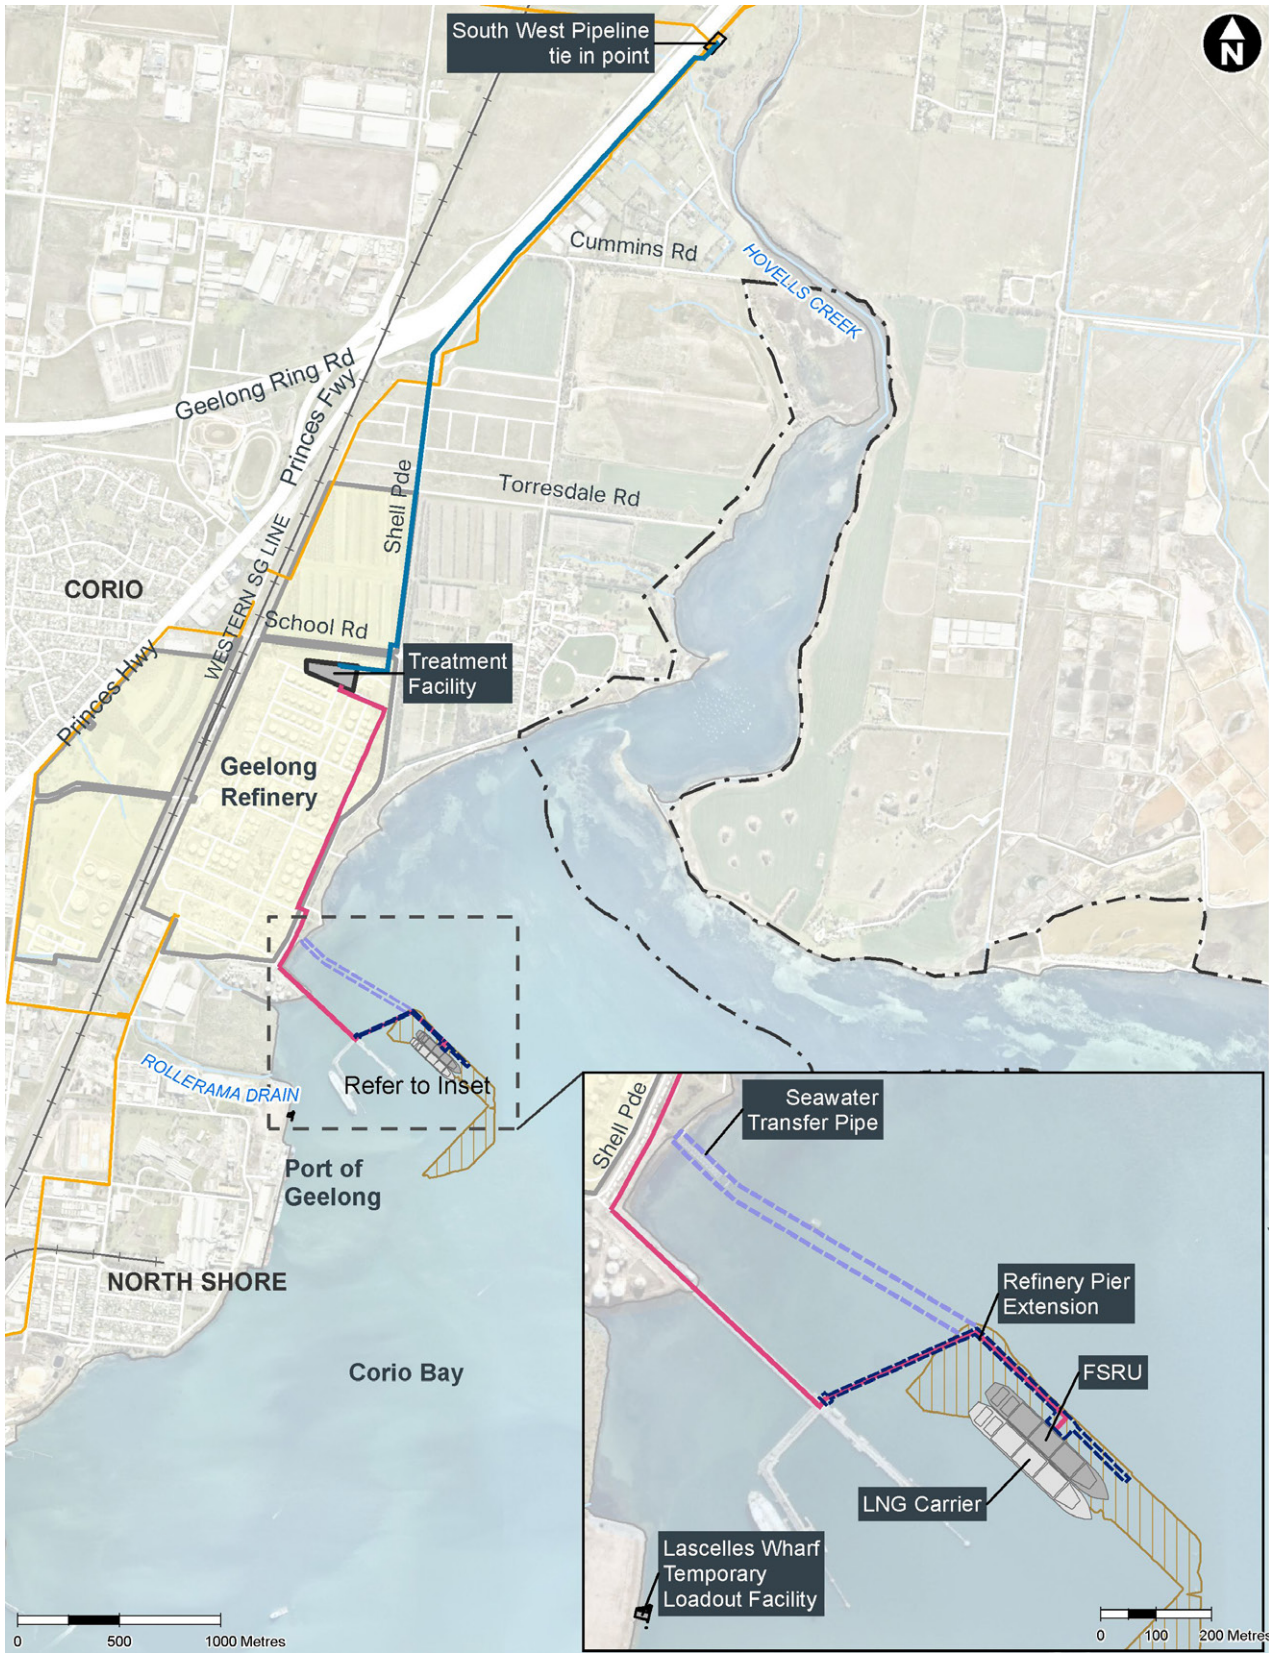 South West Pipeline
tie in point
N
Cummins Rd
HOVELLS CREEK
Geelong Ring Rd
Princes Fwy
Shell Pde
Torresdale Rd
WESTERN SG LINE
CORIO
School Rd
Princes Hwy
Treatment
Facility
Geelong
Refinery
ROLLERAMA DRAIN
Refer to Inset
Port of
Geelong
NORTH SHORE
Corio Bay
0 500 1000 Metres
Shell Pde
Seawater
Transfer Pipe
Refinery Pier
Extension
FSRU
LNG Carrier
Lascelles Wharf
Temporary
Loadout Facility
0 100 200 Metres